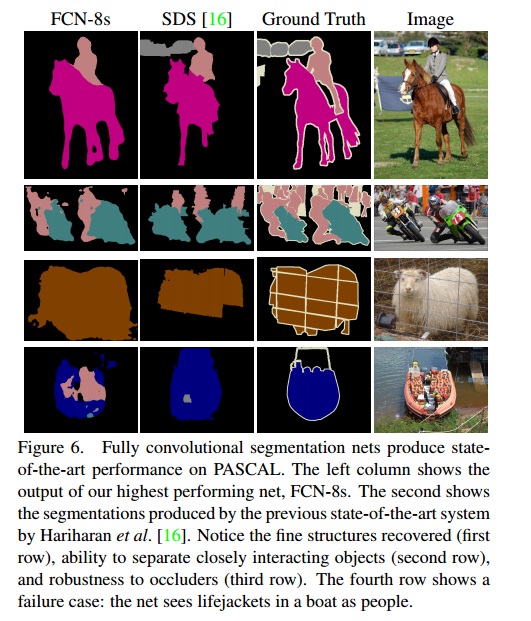 FCN-8s SDS [16] Ground Truth Image
Figure 6. Fully convolutional segmentation nets produce state-
of-the-art performance on PASCAL. The left column shows the
output of our highest performing net, FCN-8s. The second shows
the segmentations produced by the previous state-of-the-art system
by Hariharan et al. [16]. Notice the fine structures recovered (first
row), ability to separate closely interacting objects (second row),
and robustness to occluders (third row). The fourth row shows a
failure case: the net sees lifejackets in a boat as people.